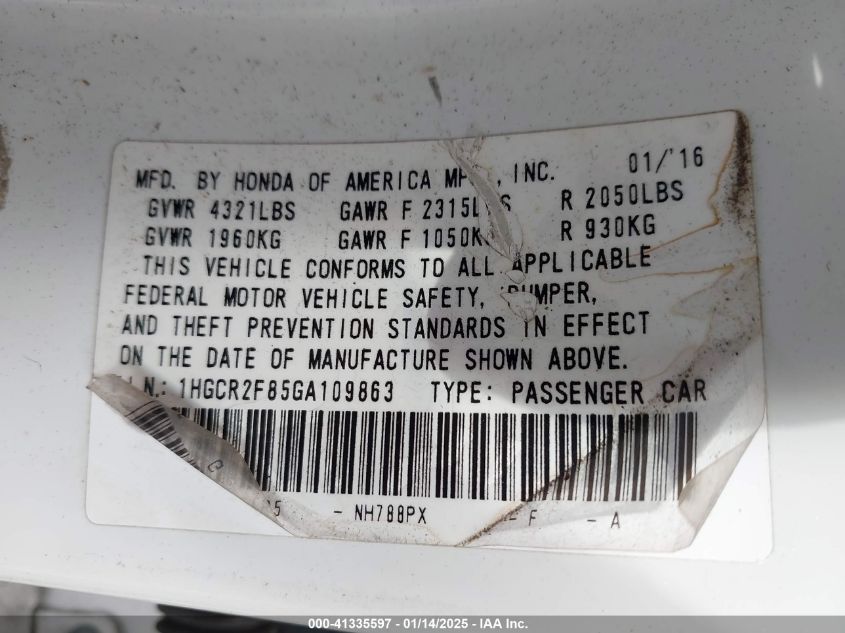 MFD. BY HONDA OF AMERICA , INC. 01/'16
GVWR 4321LBS GAWR F 2315L R 2050LBS
GVWR 1960KG GAWR F 1050K R 930KG
THIS VEHICLE CONFORMS TO ALL APPLICABLE
FEDERAL MOTOR VEHICLE SAFETY,
AND THEFT PREVENTION STANDARDS IN EFFECT
ON THE DATE OF MANUFACTURE SHOWN ABOVE.
N.: 1HGCR2F85GA109863 TYPE: PASSENGER CAR
C
5 - NH788PX - F - A
000-41335597 - 01/14/2025 - IAA Inc.